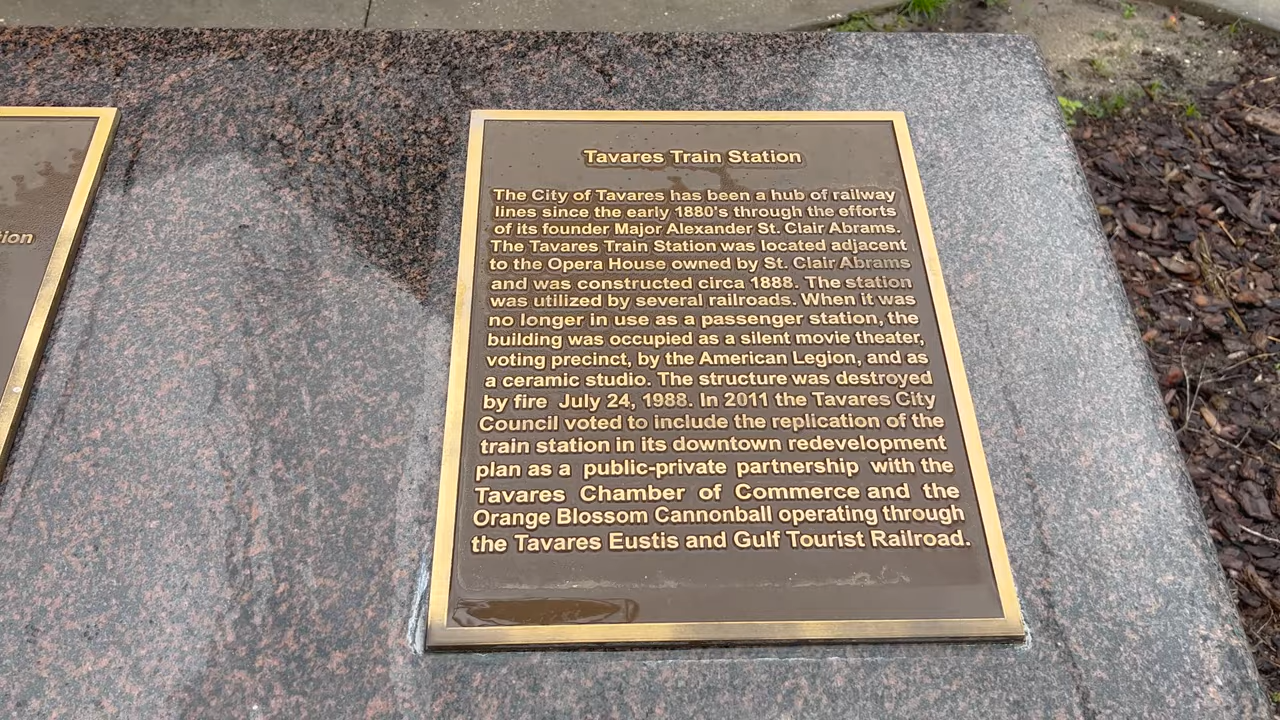 tion
Tavares Train Station
The City of Tavares has been a hub of railway
lines since the early 1880's through the efforts
of its founder Major Alexander St. Clair Abrams.
The Tavares Train Station was located adjacent
to the Opera House owned by St. Clair Abrams
and was constructed circa 1888. The station
was utilized by several railroads. When it was
no longer in use as a passenger station, the
building was occupied as a silent movie theater,
voting precinct, by the American Legion, and as
a ceramic studio. The structure was destroyed
by fire July 24, 1988. In 2011 the Tavares City
Council voted to include the replication of the
train station in its downtown redevelopment
plan as a public-private partnership with the
Tavares Chamber of Commerce and the
Orange Blossom Cannonball operating through
the Tavares Eustis and Gulf Tourist Railroad.